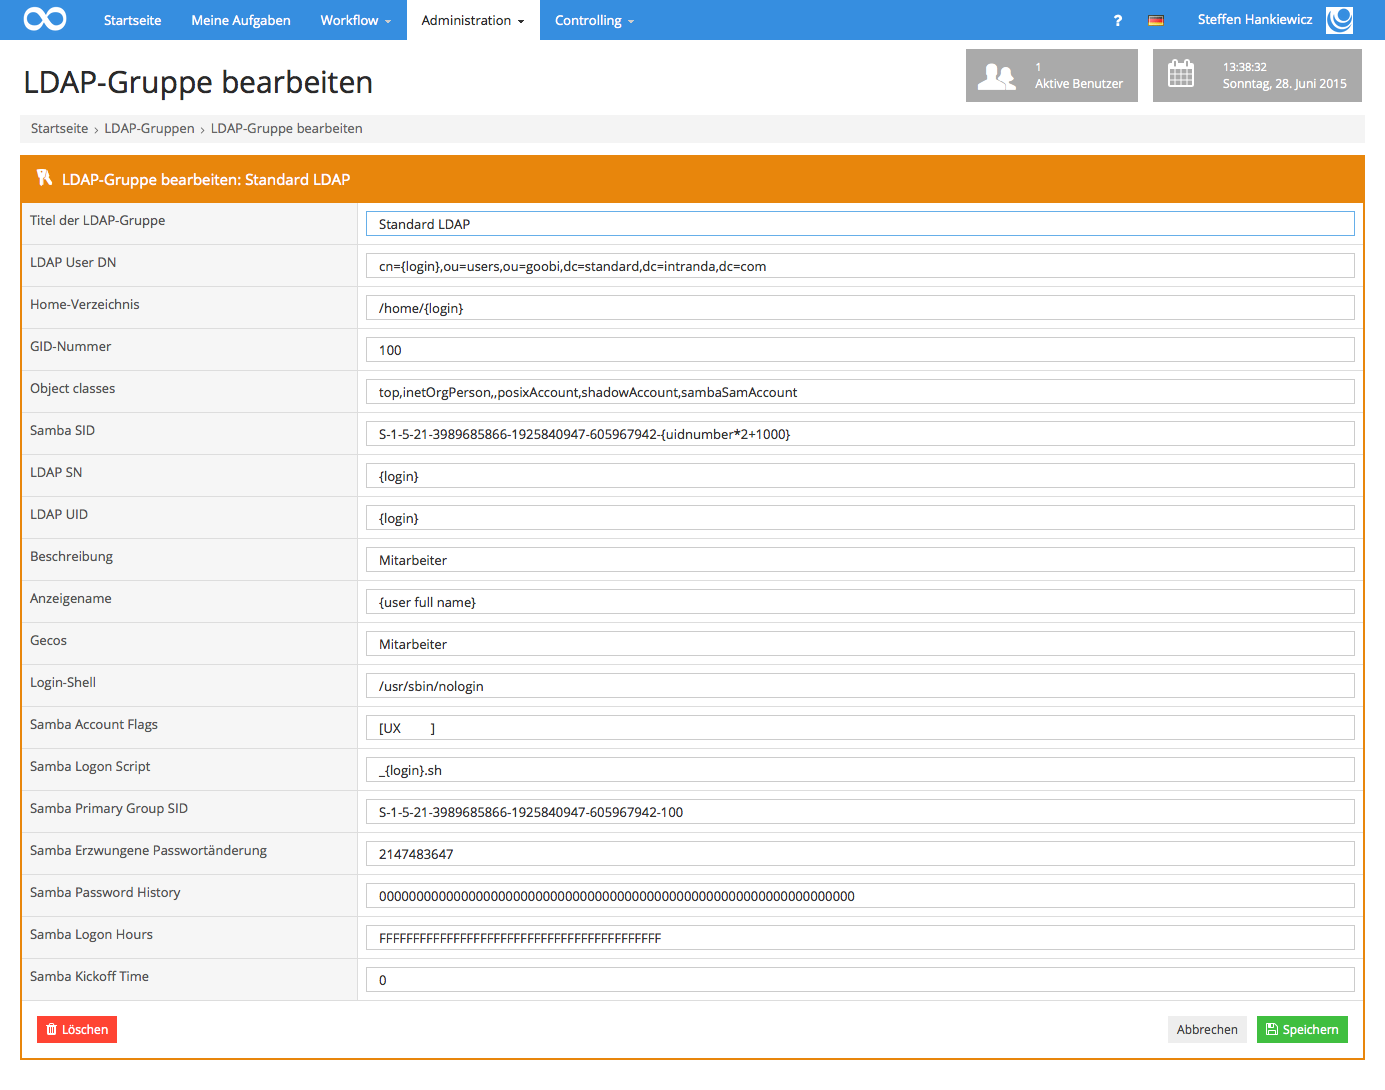 Startseite Meine Aufgaben Workflow Administration Controlling ? Steffen Hankiewicz
LDAP-Gruppe bearbeiten
1
Aktive Benutzer
13:38:32
Sonntag, 28. Juni 2015
Startseite › LDAP-Gruppen › LDAP-Gruppe bearbeiten
LDAP-Gruppe bearbeiten: Standard LDAP
Titel der LDAP-Gruppe Standard LDAP
LDAP User DN cn={login},ou=users,ou=goobi,dc=standard,dc=intranda,dc=com
Home-Verzeichnis /home/{login}
GID-Nummer 100
Object classes top,inetOrgPerson,,posixAccount,shadowAccount,sambaSamAccount
Samba SID S-1-5-21-3989685866-1925840947-605967942-{uidnumber*2+1000}
LDAP SN {login}
LDAP UID {login}
Beschreibung Mitarbeiter
Anzeigename {user full name}
Gecos Mitarbeiter
Login-Shell /usr/sbin/nologin
Samba Account Flags [UX         ]
Samba Logon Script _{login}.sh
Samba Primary Group SID S-1-5-21-3989685866-1925840947-605967942-100
Samba Erzwungene Passwortänderung 2147483647
Samba Password History 0000000000000000000000000000000000000000000000000000000000000000
Samba Logon Hours FFFFFFFFFFFFFFFFFFFFFFFFFFFFFFFFFFFFFFFFFF
Samba Kickoff Time 0
Löschen Abbrechen Speichern